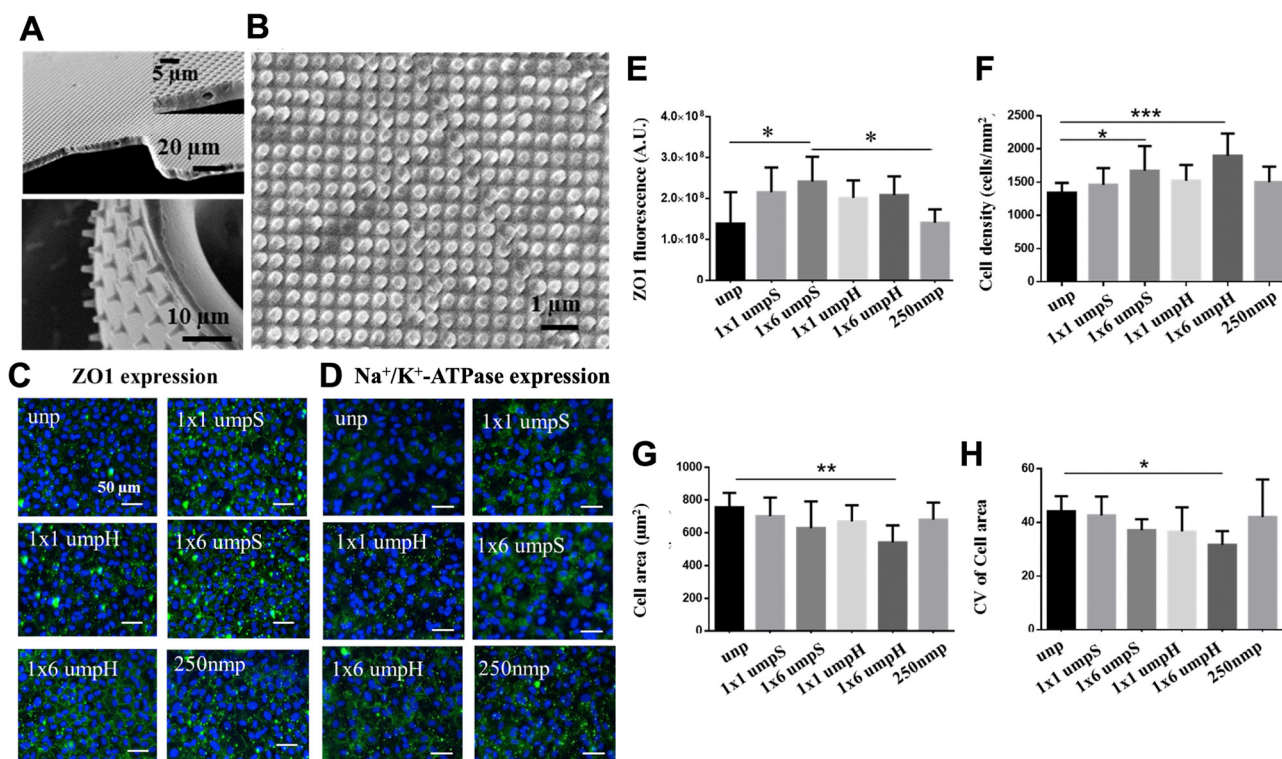 A
5 µm
20 µm
10 µm
B
1 µm
C
ZO1 expression
unp
50 µm
1x1 umpS
1x1 umpH
1x6 umpS
1x6 umpH
250nmp
D
Na⁺/K⁺-ATPase expression
unp
1x1 umpS
1x1 umpH
1x6 umpS
1x6 umpH
250nmp
E
ZO1 fluorescence (A.U.)
4.0×10⁸
3.0×10⁸
2.0×10⁸
1.0×10⁸
0
*
*
unp
1x1 umpS
1x6 umpS
1x1 umpH
1x6 umpH
250nmp
F
Cell density (cells/mm²)
2500
2000
1500
1000
500
0
***
*
unp
1x1 umpS
1x6 umpS
1x1 umpH
1x6 umpH
250nmp
G
Cell area (µm²)
1000
800
600
400
200
0
**
unp
1x1 umpS
1x6 umpS
1x1 umpH
1x6 umpH
250nmp
H
CV of Cell area
60
40
20
0
*
unp
1x1 umpS
1x6 umpS
1x1 umpH
1x6 umpH
250nmp